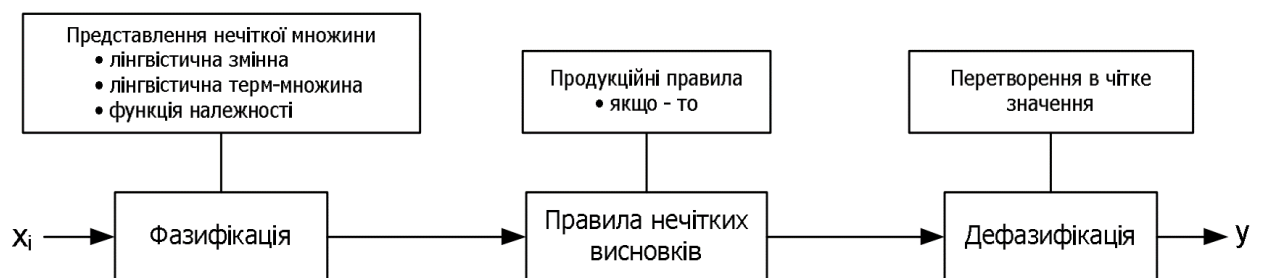 Представлення нечіткої множини
• лінгвістична змінна
• лінгвістична терм-множина
• функція належності
Продукційні правила
• якщо - то
Перетворення в чітке
значення
xᵢ
Фазифікація
Правила нечітких
висновків
Дефазифікація
y